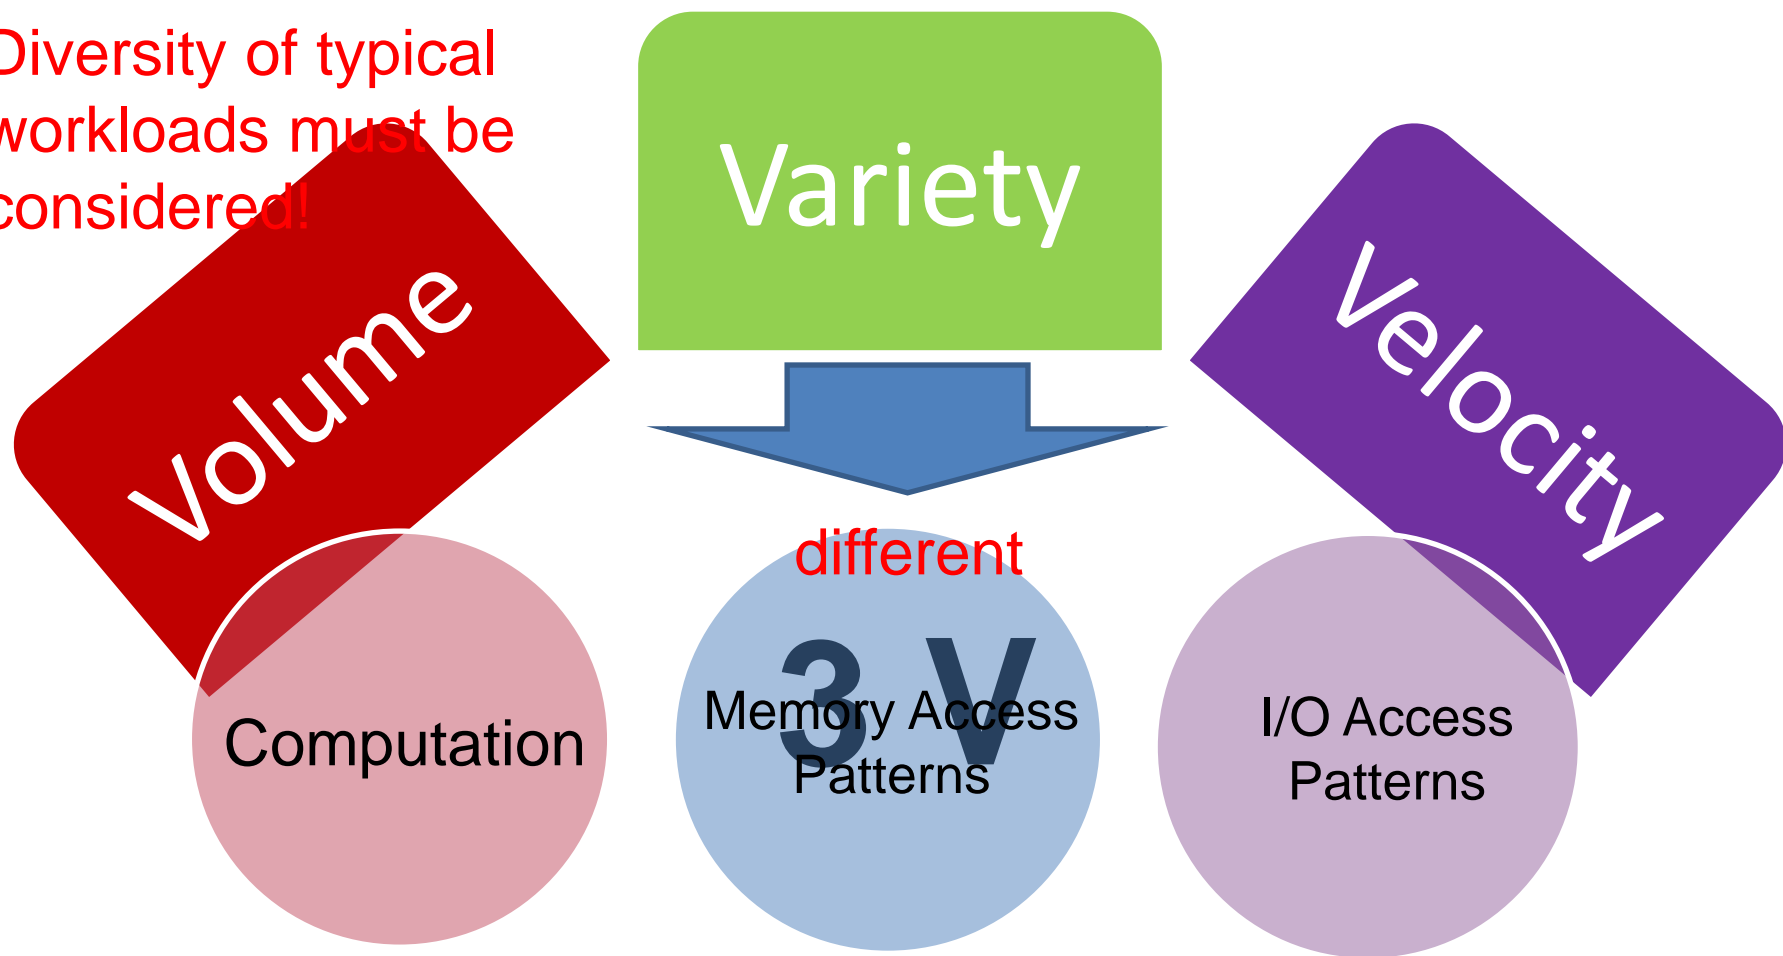 Diversity of typical
workloads must be
considered!
Variety
Volume
Velocity
different
3 V
Computation
Memory Access
Patterns
I/O Access
Patterns